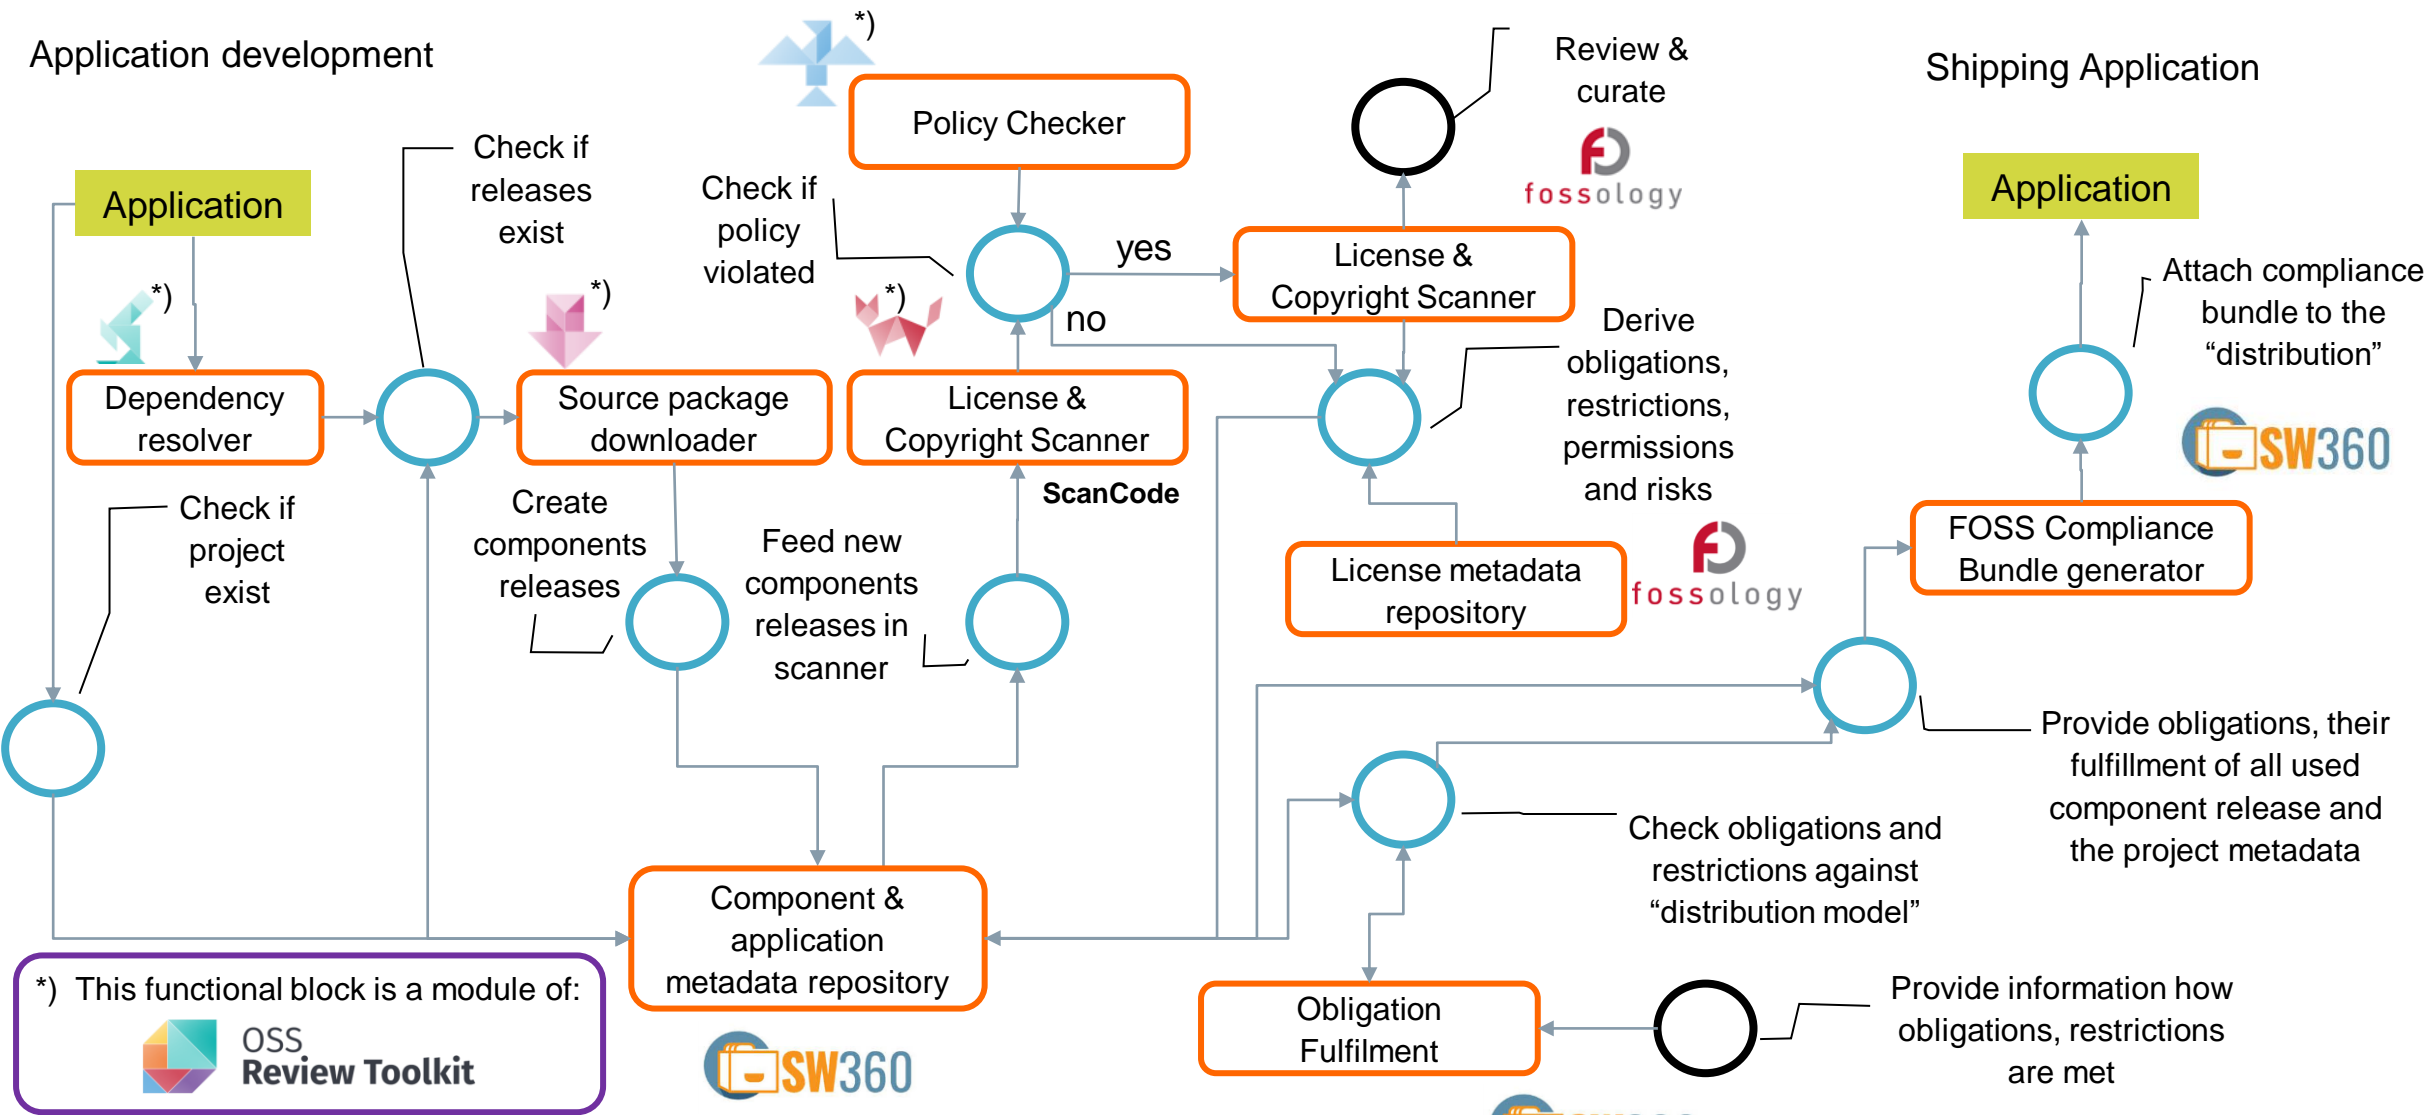 Application development
*)
Policy Checker
Review &
curate
fossology
Shipping Application
Application
Check if
releases
exist
Check if
policy
violated
yes
no
License &
Copyright Scanner
Application
Attach compliance
bundle to the
“distribution”
SW360
*)
*)
*)
Dependency
resolver
Source package
downloader
License &
Copyright Scanner
ScanCode
Derive
obligations,
restrictions,
permissions
and risks
Check if
project
exist
Create
components
releases
Feed new
components
releases in
scanner
License metadata
repository
fossology
FOSS Compliance
Bundle generator
Provide obligations, their
fulfillment of all used
component release and
the project metadata
Check obligations and
restrictions against
“distribution model”
Component &
application
metadata repository
SW360
*) This functional block is a module of:
OSS
Review Toolkit
Obligation
Fulfilment
Provide information how
obligations, restrictions
are met